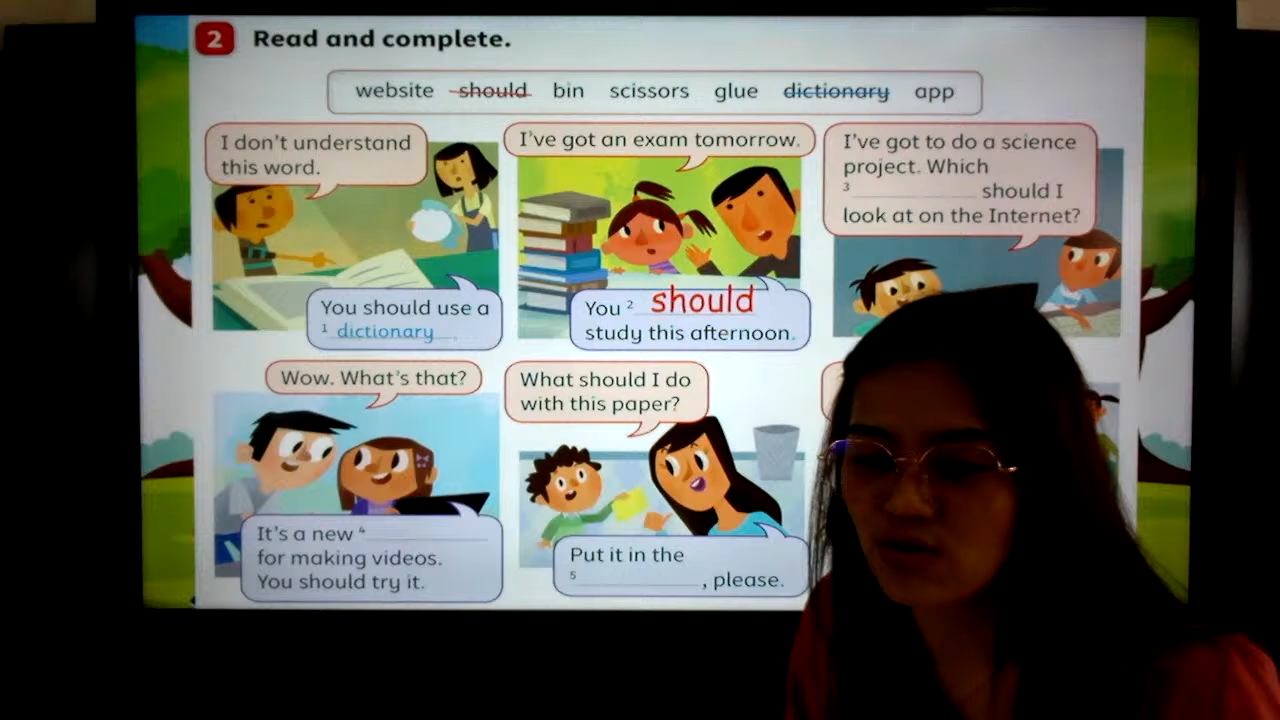 2 Read and complete.
website should bin scissors glue dictionary app
I don't understand
this word.
You should use a
1 dictionary .
I've got an exam tomorrow.
You 2 should
study this afternoon.
I've got to do a science
project. Which
3 should I
look at on the Internet?
Wow. What's that?
It's a new 4
for making videos.
You should try it.
What should I do
with this paper?
Put it in the
5 , please.